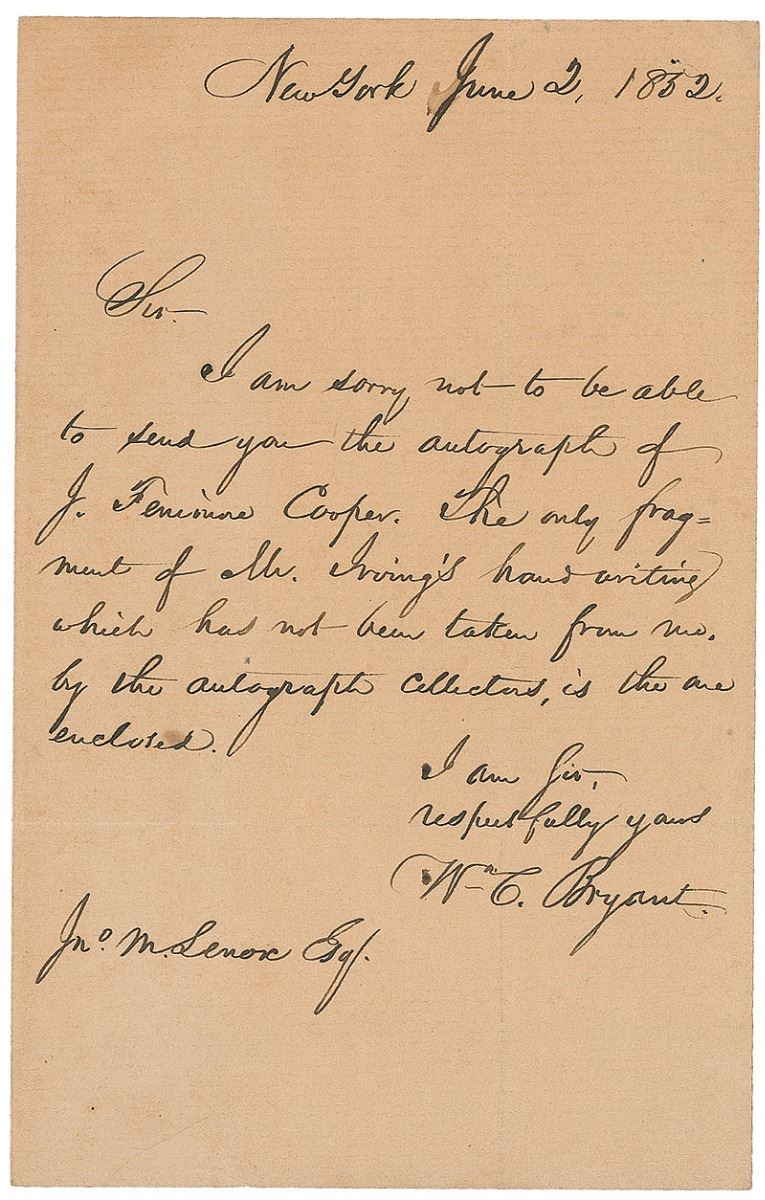 New York June 2, 1852.
Sir.
I am sorry not to be able
to send you the autograph of
J. Fenimore Cooper. The only frag=
ment of Mr. Irving's handwriting
which has not been taken from me.
by the autograph collectors, is the one
enclosed.
I am Sir,
respectfully yours
Wm C. Bryant.
Jno. M. Lenox Esq.